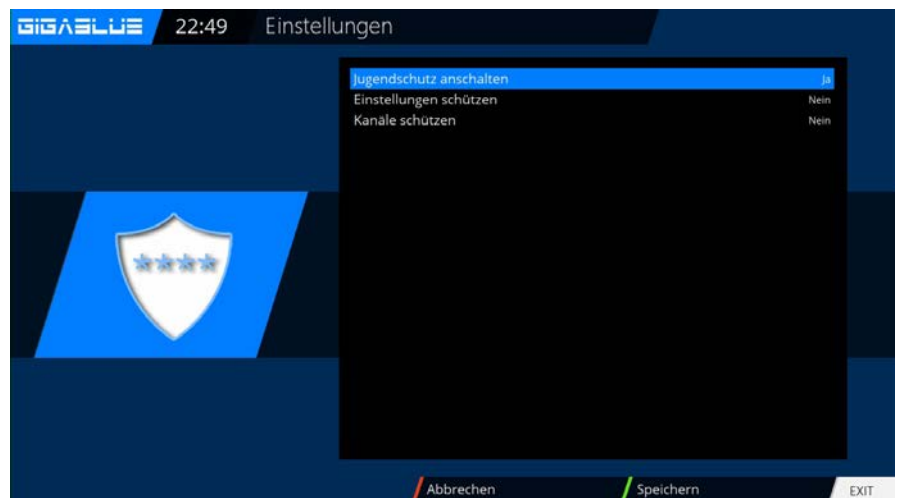 GIGABLUE 22:49 Einstellungen
Jugendschutz anschalten Ja
Einstellungen schützen Nein
Kanäle schützen Nein
Abbrechen Speichern EXIT